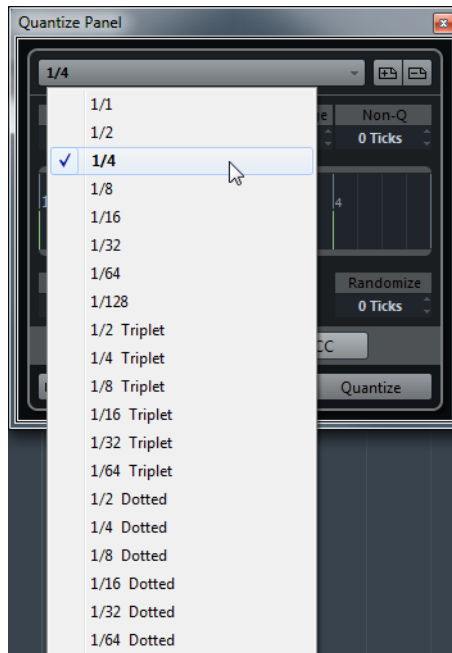 Quantize Panel
1/4
1/1
1/2
1/4
1/8
1/16
1/32
1/64
1/128
1/2 Triplet
1/4 Triplet
1/8 Triplet
1/16 Triplet
1/32 Triplet
1/64 Triplet
1/2 Dotted
1/4 Dotted
1/8 Dotted
1/16 Dotted
1/32 Dotted
1/64 Dotted
Non-Q
0 Ticks
4
Randomize
0 Ticks
Quantize